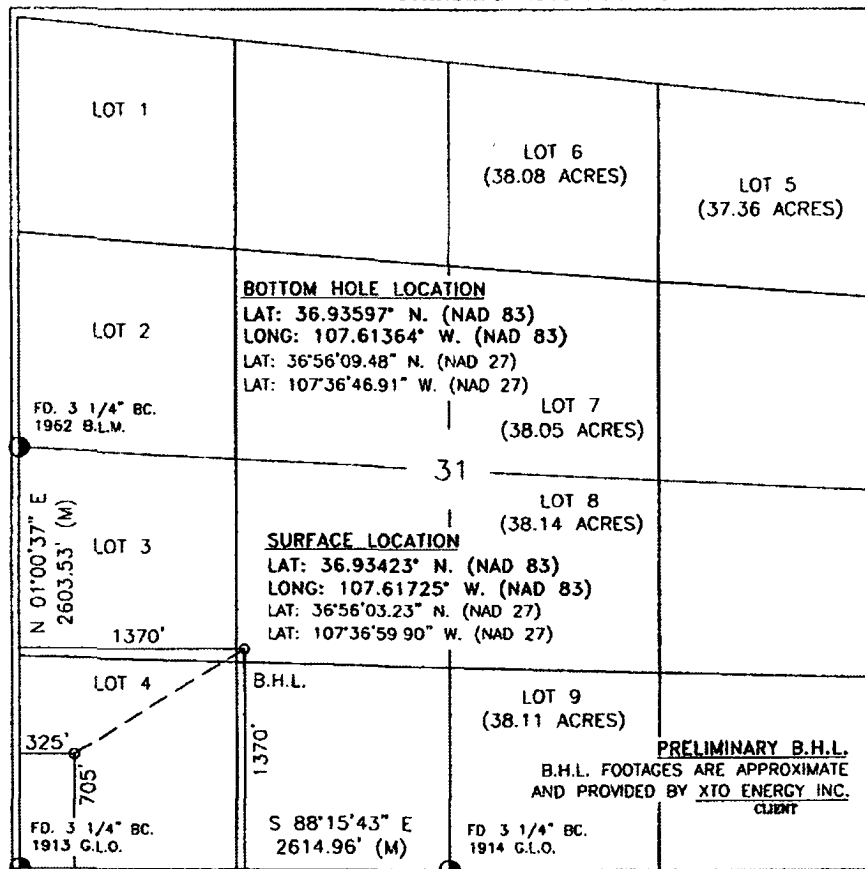 LOT 1
LOT 6
(38.08 ACRES)
LOT 5
(37.36 ACRES)
BOTTOM HOLE LOCATION
LAT: 36.93597° N. (NAD 83)
LONG: 107.61364° W. (NAD 83)
LAT: 36°56'09.48" N. (NAD 27)
LAT: 107°36'46.91" W. (NAD 27)
LOT 2
FD. 3 1/4" BC.
1962 B.L.M.
LOT 7
(38.05 ACRES)
31
LOT 8
(38.14 ACRES)
N 01°00'37" E
2603.53' (M)
LOT 3
SURFACE LOCATION
LAT: 36.93423° N. (NAD 83)
LONG: 107.61725° W. (NAD 83)
LAT: 36°56'03.23" N. (NAD 27)
LAT: 107°36'59 90" W. (NAD 27)
1370'
LOT 4
B.H.L.
LOT 9
(38.11 ACRES)
325'
705'
1370'
PRELIMINARY B.H.L.
B.H.L. FOOTAGES ARE APPROXIMATE
AND PROVIDED BY XTO ENERGY INC.
CLIENT
FD. 3 1/4" BC.
1913 G.L.O.
S 88°15'43" E
2614.96' (M)
FD 3 1/4" BC.
1914 G.L.O.